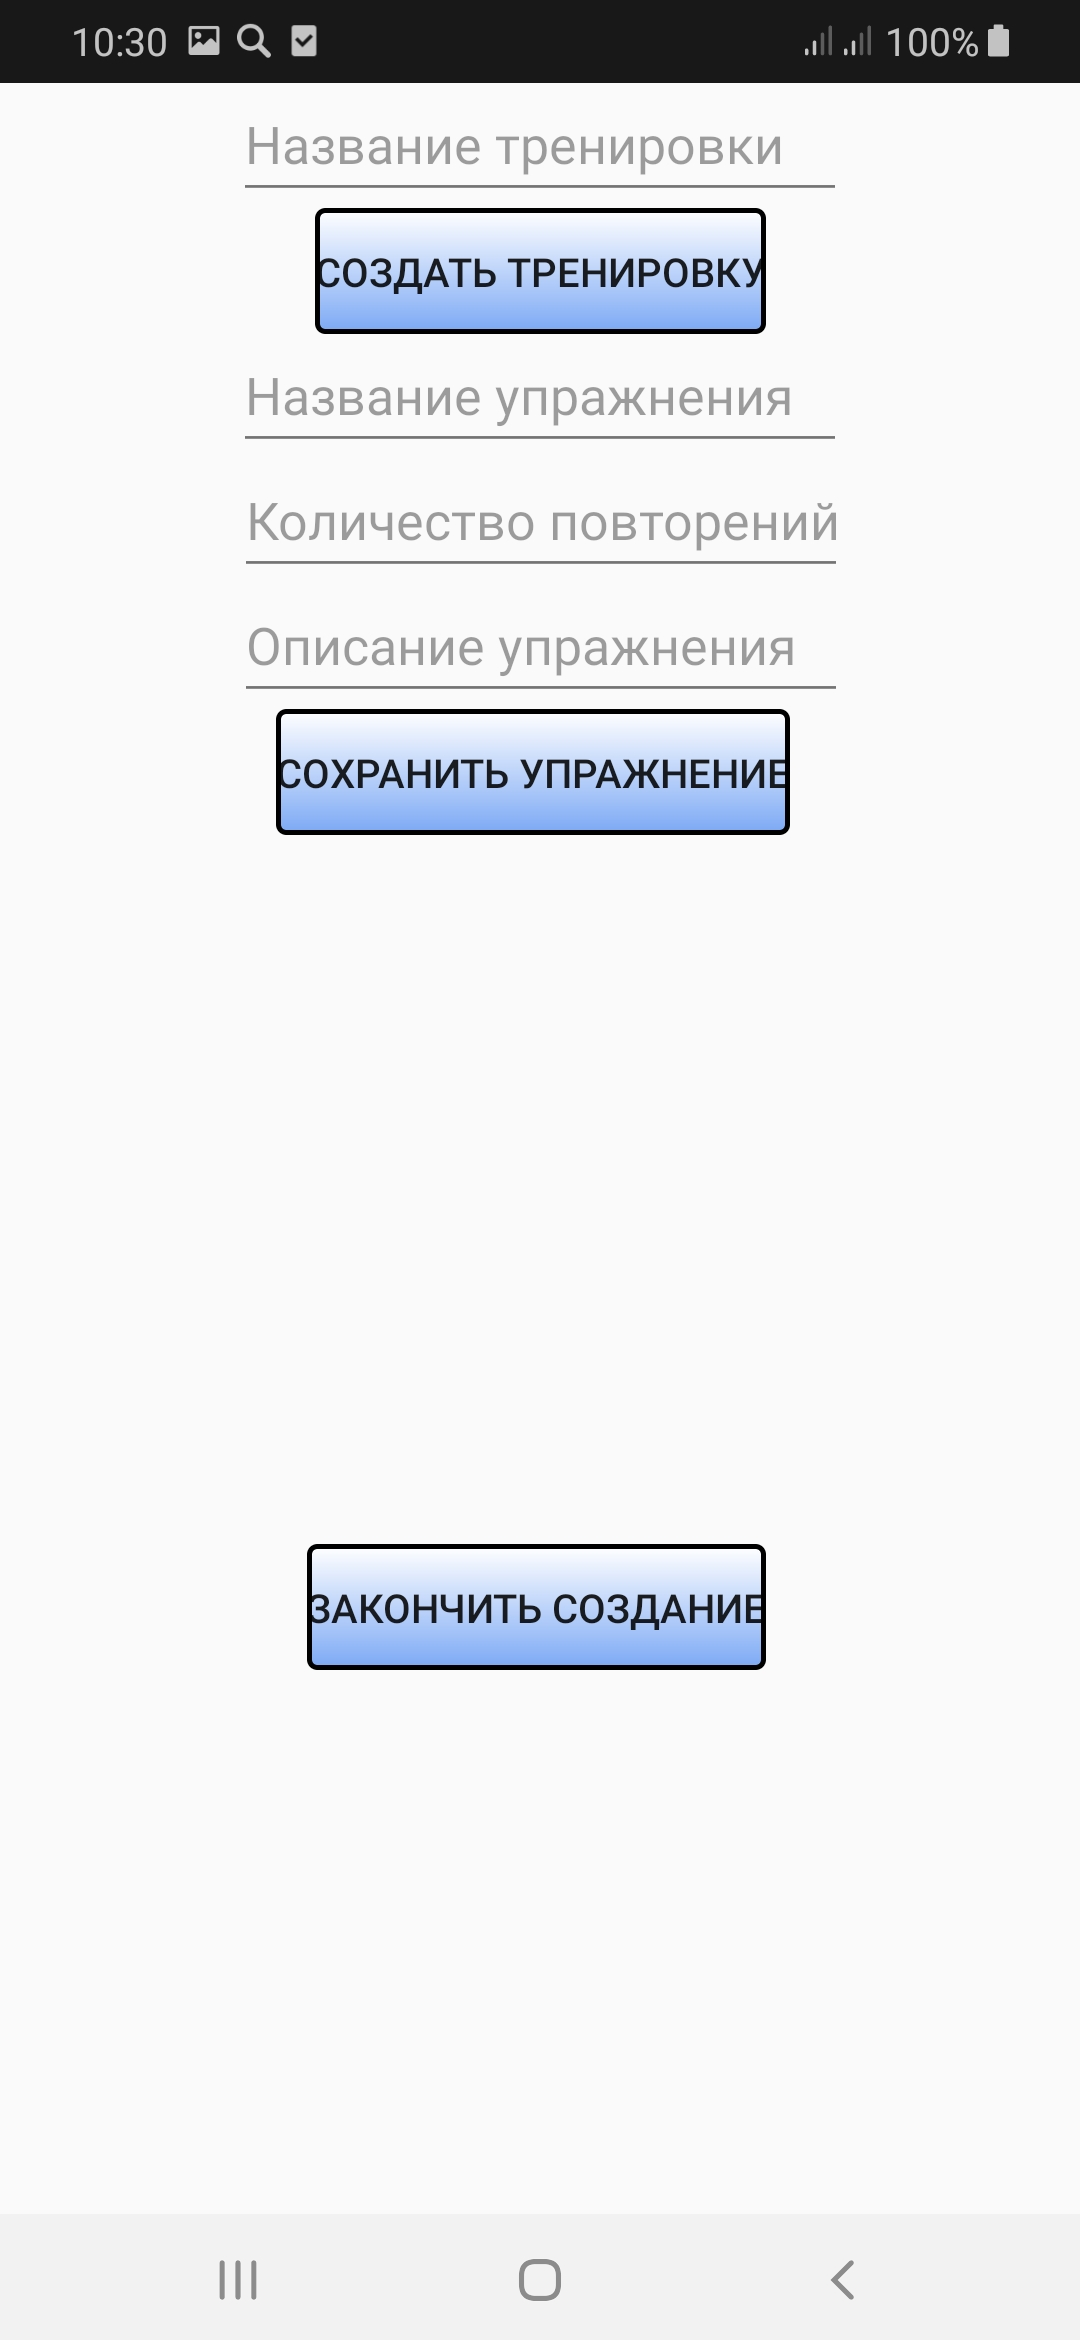 10:30 100%
Название тренировки
СОЗДАТЬ ТРЕНИРОВКУ
Название упражнения
Количество повторений
Описание упражнения
СОХРАНИТЬ УПРАЖНЕНИЕ
ЗАКОНЧИТЬ СОЗДАНИЕ